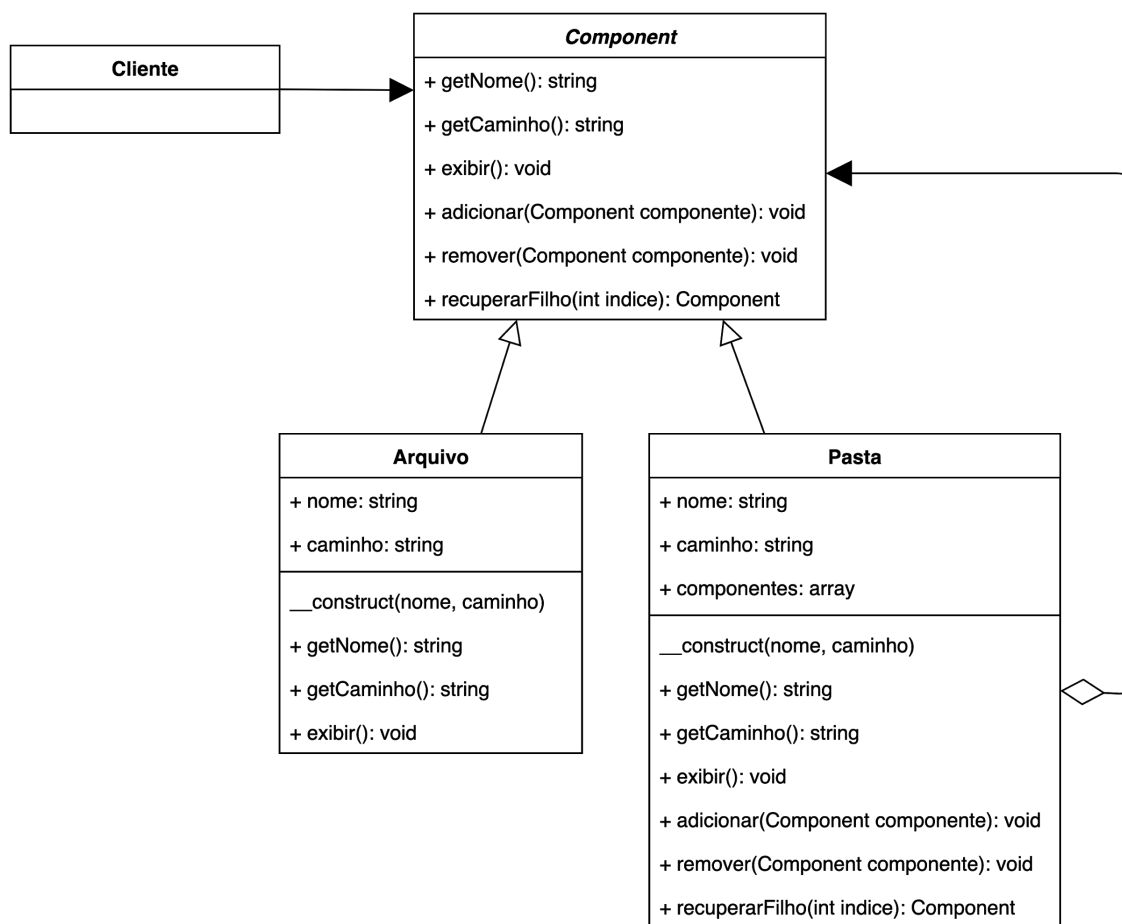 Cliente
Component
+ getNome(): string
+ getCaminho(): string
+ exibir(): void
+ adicionar(Component componente): void
+ remover(Component componente): void
+ recuperarFilho(int indice): Component
Arquivo
+ nome: string
+ caminho: string
__construct(nome, caminho)
+ getNome(): string
+ getCaminho(): string
+ exibir(): void
Pasta
+ nome: string
+ caminho: string
+ componentes: array
__construct(nome, caminho)
+ getNome(): string
+ getCaminho(): string
+ exibir(): void
+ adicionar(Component componente): void
+ remover(Component componente): void
+ recuperarFilho(int indice): Component